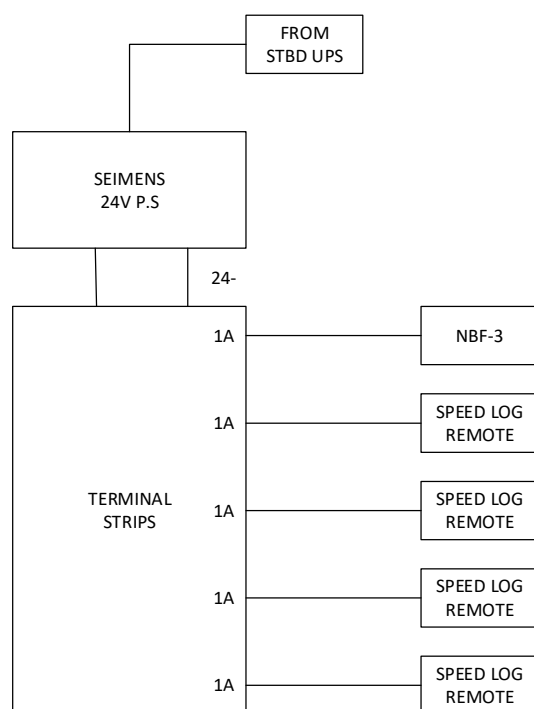 FROM
STBD UPS
SEIMENS
24V P.S
24-
1A
NBF-3
1A
SPEED LOG
REMOTE
TERMINAL
STRIPS
1A
SPEED LOG
REMOTE
1A
SPEED LOG
REMOTE
1A
SPEED LOG
REMOTE